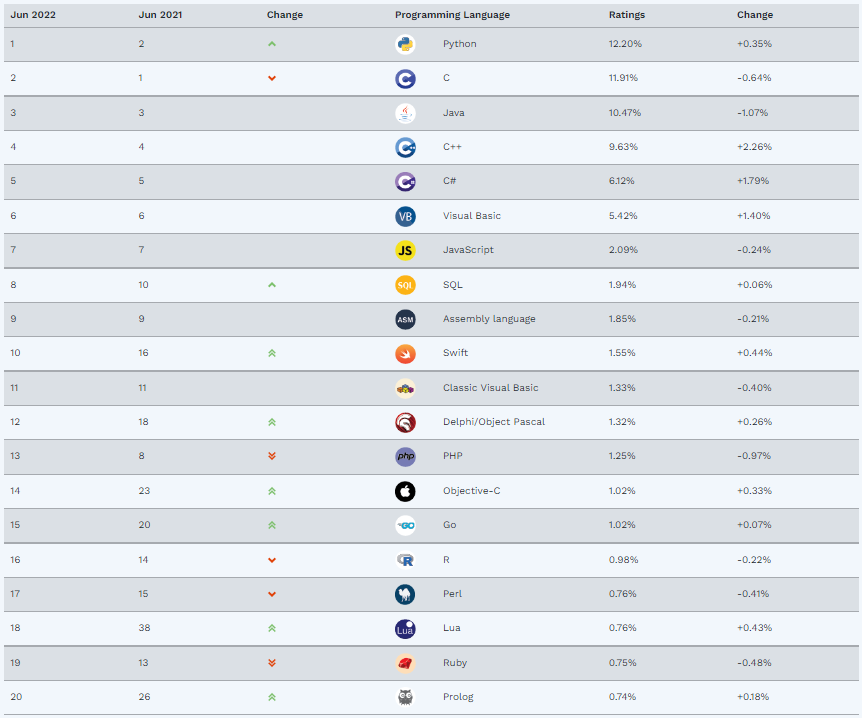 Jun 2022 Jun 2021 Change Programming Language Ratings Change
1 2 Python 12.20% +0.35%
2 1 C 11.91% -0.64%
3 3 Java 10.47% -1.07%
4 4 C++ 9.63% +2.26%
5 5 C# 6.12% +1.79%
6 6 VB Visual Basic 5.42% +1.40%
7 7 JS JavaScript 2.09% -0.24%
8 10 SQL SQL 1.94% +0.06%
9 9 ASM Assembly language 1.85% -0.21%
10 16 Swift 1.55% +0.44%
11 11 Classic Visual Basic 1.33% -0.40%
12 18 Delphi/Object Pascal 1.32% +0.26%
13 8 php PHP 1.25% -0.97%
14 23 Objective-C 1.02% +0.33%
15 20 GO Go 1.02% +0.07%
16 14 R R 0.98% -0.22%
17 15 Perl 0.76% -0.41%
18 38 Lua Lua 0.76% +0.43%
19 13 Ruby 0.75% -0.48%
20 26 Prolog 0.74% +0.18%